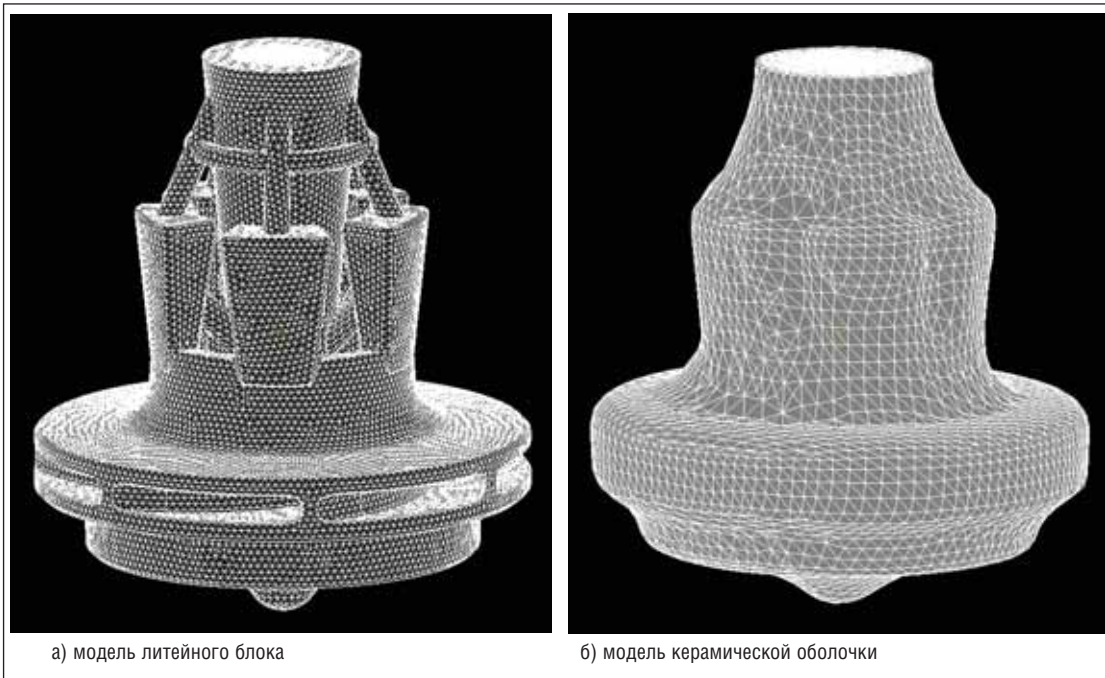 а) модель литейного блока
б) модель керамической оболочки